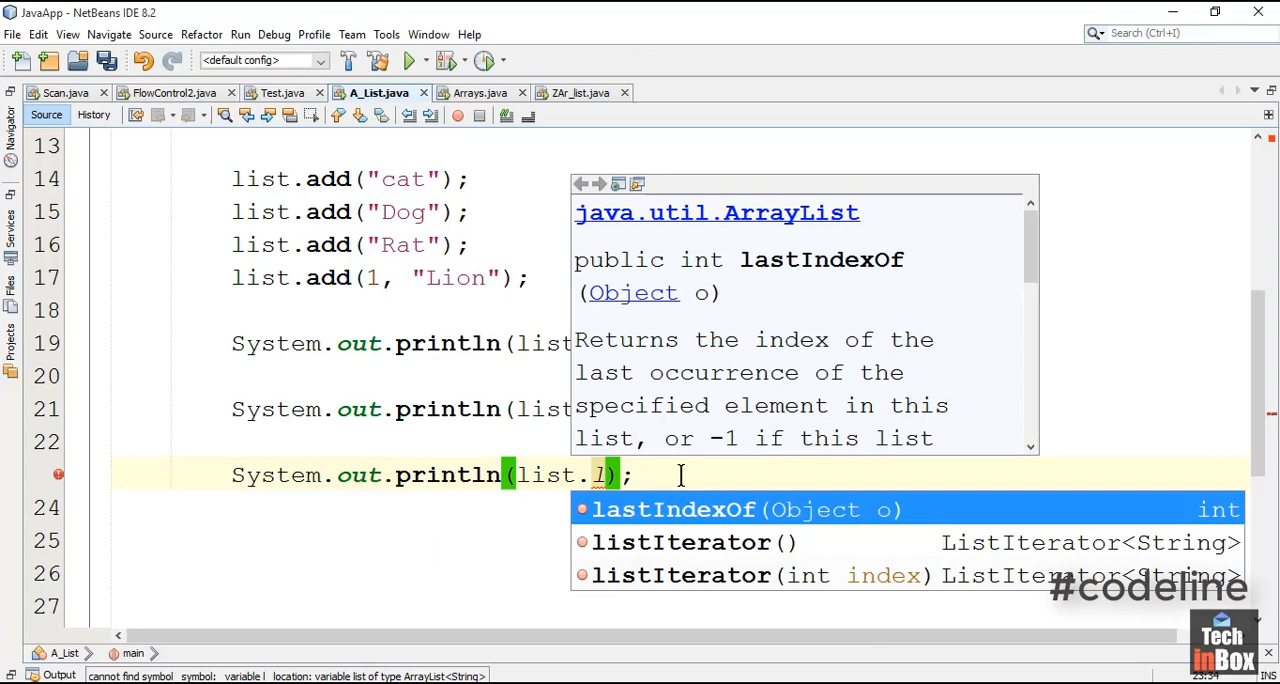 JavaApp - NetBeans IDE 8.2
File Edit View Navigate Source Refactor Run Debug Profile Team Tools Window Help
Search (Ctrl+I)
<default config>
Scan.java FlowControl2.java Test.java A_List.java Arrays.java ZAr_list.java
Source History
Navigator
Services
Files
Projects
13
14 list.add("cat");
15 list.add("Dog");
16 list.add("Rat");
17 list.add(1, "Lion");
18
19 System.out.println(list
20
21 System.out.println(list
22
System.out.println(list.l);
24
25
26
27
java.util.ArrayList
public int lastIndexOf
(Object o)
Returns the index of the
last occurrence of the
specified element in this
list, or -1 if this list
lastIndexOf(Object o) int
listIterator() ListIterator<String>
listIterator(int index) ListIterator<String>
#codeline
Tech
inBox
A_List main
Output cannot find symbol symbol: variable l location: variable list of type ArrayList<String>
23:34 INS